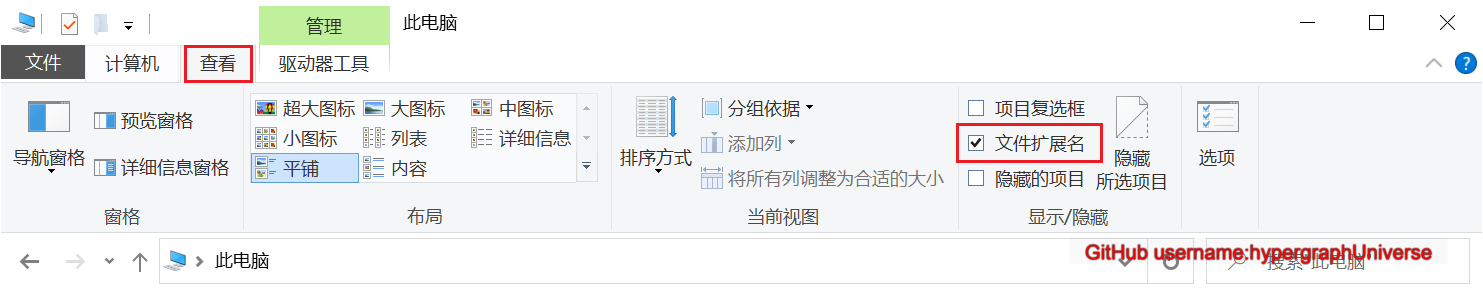 管理 此电脑
文件 计算机 查看 驱动器工具
导航窗格
预览窗格
详细信息窗格
窗格
超大图标 大图标 中图标
小图标 列表 详细信息
平铺 内容
布局
排序方式
分组依据
添加列
将所有列调整为合适的大小
当前视图
项目复选框
文件扩展名
隐藏的项目
隐藏
所选项目
显示/隐藏
选项
此电脑
GitHub username:hypergraphUniverse
搜索"此电脑"